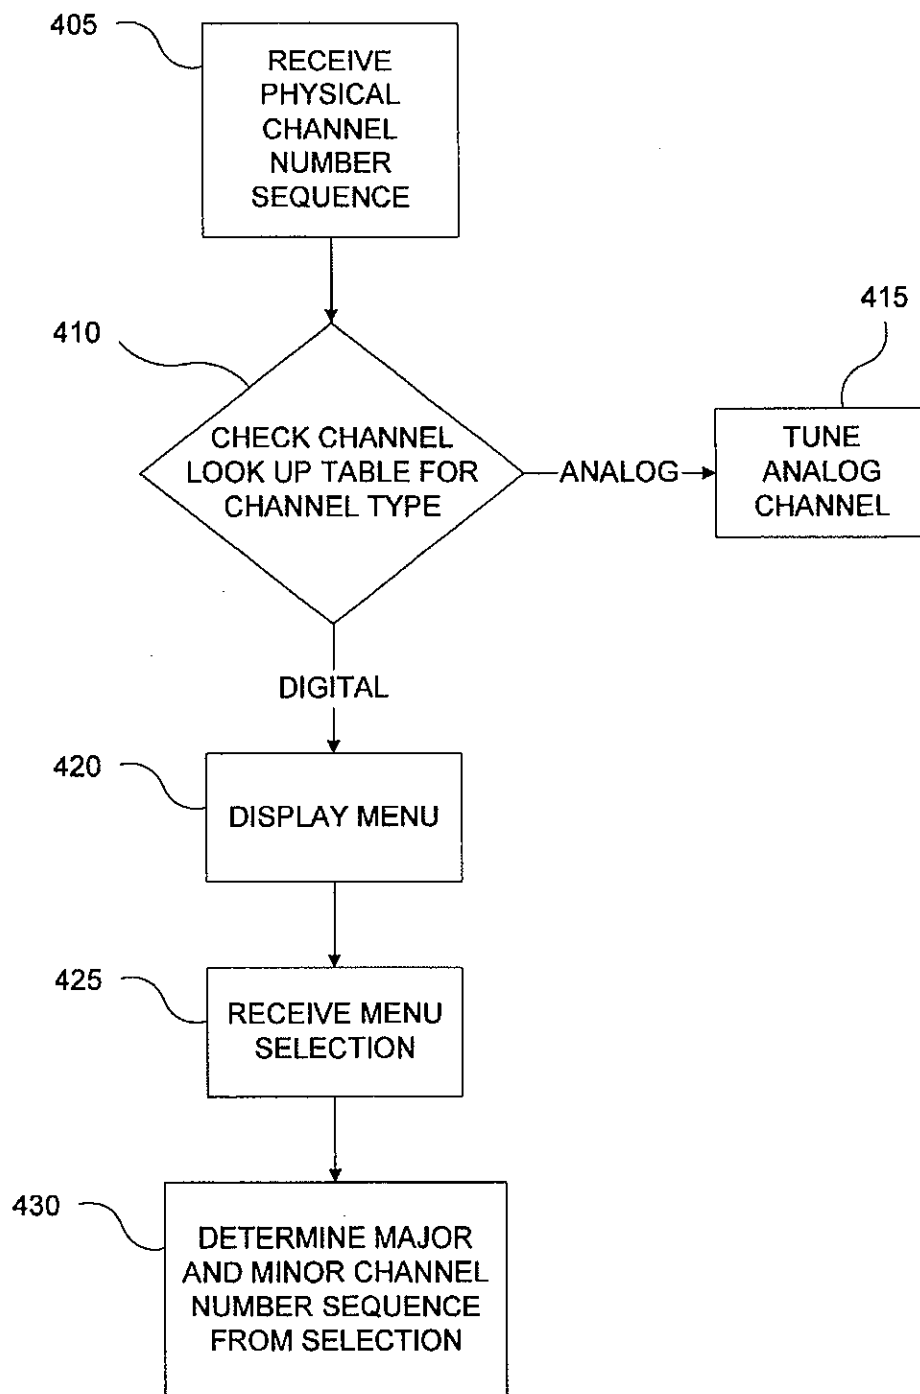 405
RECEIVE
PHYSICAL
CHANNEL
NUMBER
SEQUENCE
410
CHECK CHANNEL
LOOK UP TABLE FOR
CHANNEL TYPE
ANALOG
415
TUNE
ANALOG
CHANNEL
DIGITAL
420
DISPLAY MENU
425
RECEIVE MENU
SELECTION
430
DETERMINE MAJOR
AND MINOR CHANNEL
NUMBER SEQUENCE
FROM SELECTION